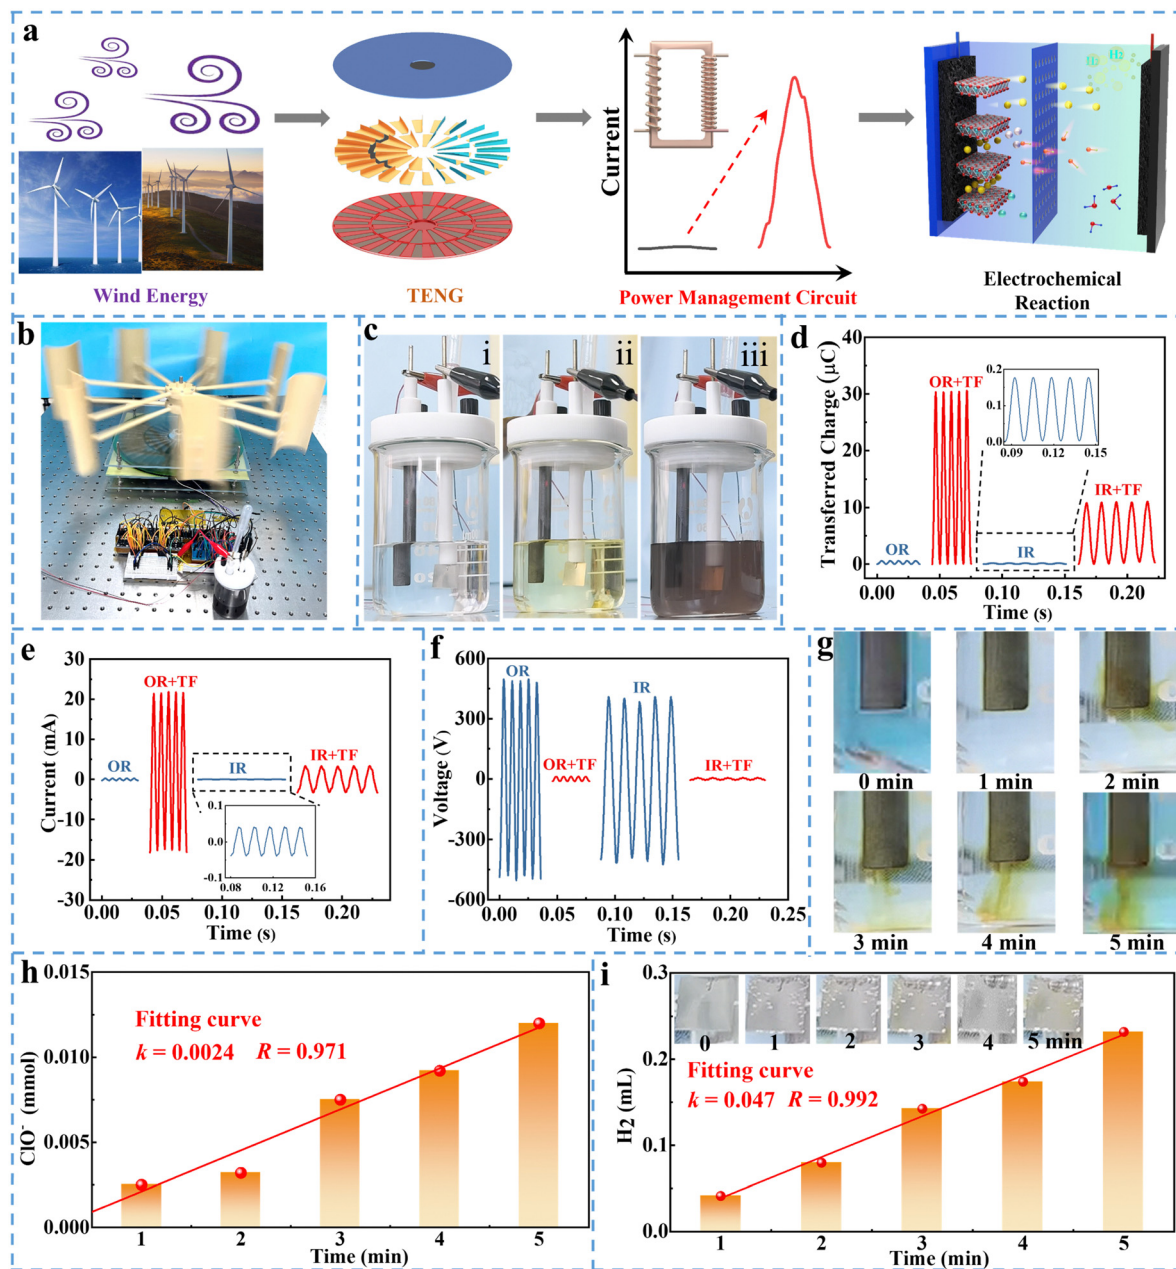 a
Wind Energy
TENG
Current
Power Management Circuit
H₂
Electrochemical
Reaction
b
c
i
ii
iii
d
Transferred Charge (μC)
40
30
20
10
0
OR
OR+TF
IR
IR+TF
0.2
0.1
0.0
0.09 0.12 0.15
0.00 0.05 0.10 0.15 0.20
Time (s)
e
Current (mA)
30
20
10
0
-10
-20
-30
OR
OR+TF
IR
IR+TF
0.1
0.0
-0.1
0.08 0.12 0.16
0.00 0.05 0.10 0.15 0.20
Time (s)
f
Voltage (V)
600
300
0
-300
-600
OR
OR+TF
IR
IR+TF
0.00 0.05 0.10 0.15 0.20 0.25
Time (s)
g
0 min 1 min 2 min
3 min 4 min 5 min
h
ClO⁻ (mmol)
0.015
0.010
0.005
0.000
Fitting curve
k = 0.0024 R = 0.971
1 2 3 4 5
Time (min)
i
H₂ (mL)
0.3
0.2
0.1
0.0
0 1 2 3 4 5 min
Fitting curve
k = 0.047 R = 0.992
1 2 3 4 5
Time (min)